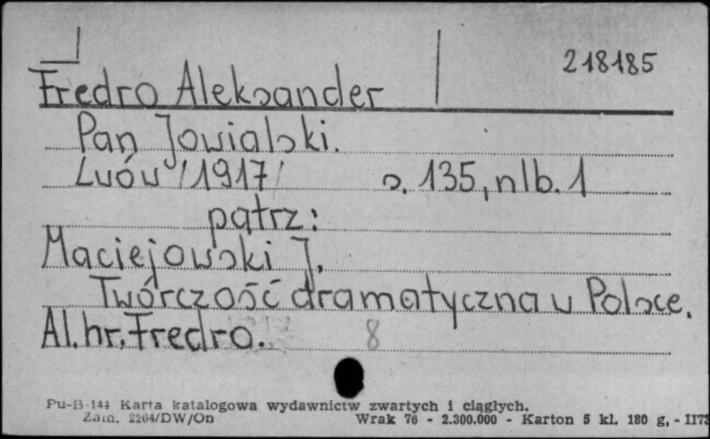 218185
Fredro Aleksander
Pan Jowialski.
Lwów /1917/ s. 135, nlb. 1
patrz:
Maciejowski J.
Twórczość dramatyczna w Polsce.
Al. hr. Fredro. 8
Pu-B-144 Karta katalogowa wydawnictw zwartych i ciągłych.
Zam. 2264/DW/On Wrak 76 - 2.300.000 - Karton 5 kl. 180 g, - II73